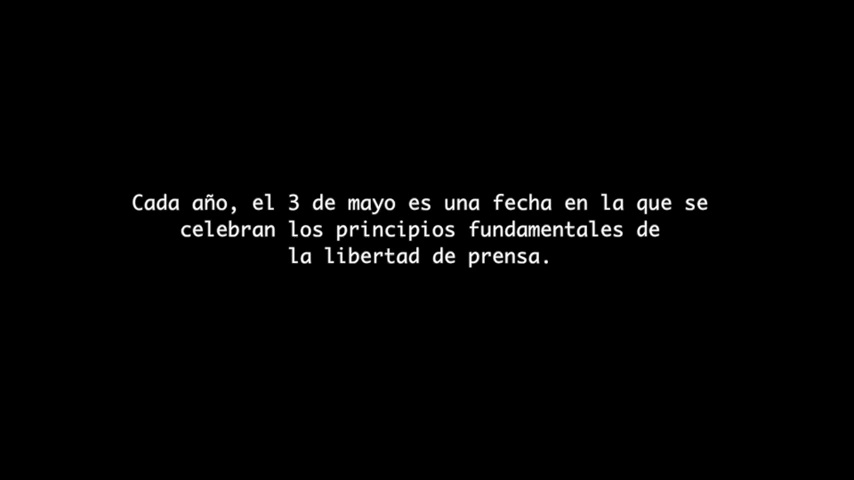 Cada año, el 3 de mayo es una fecha en la que se
celebran los principios fundamentales de
la libertad de prensa.